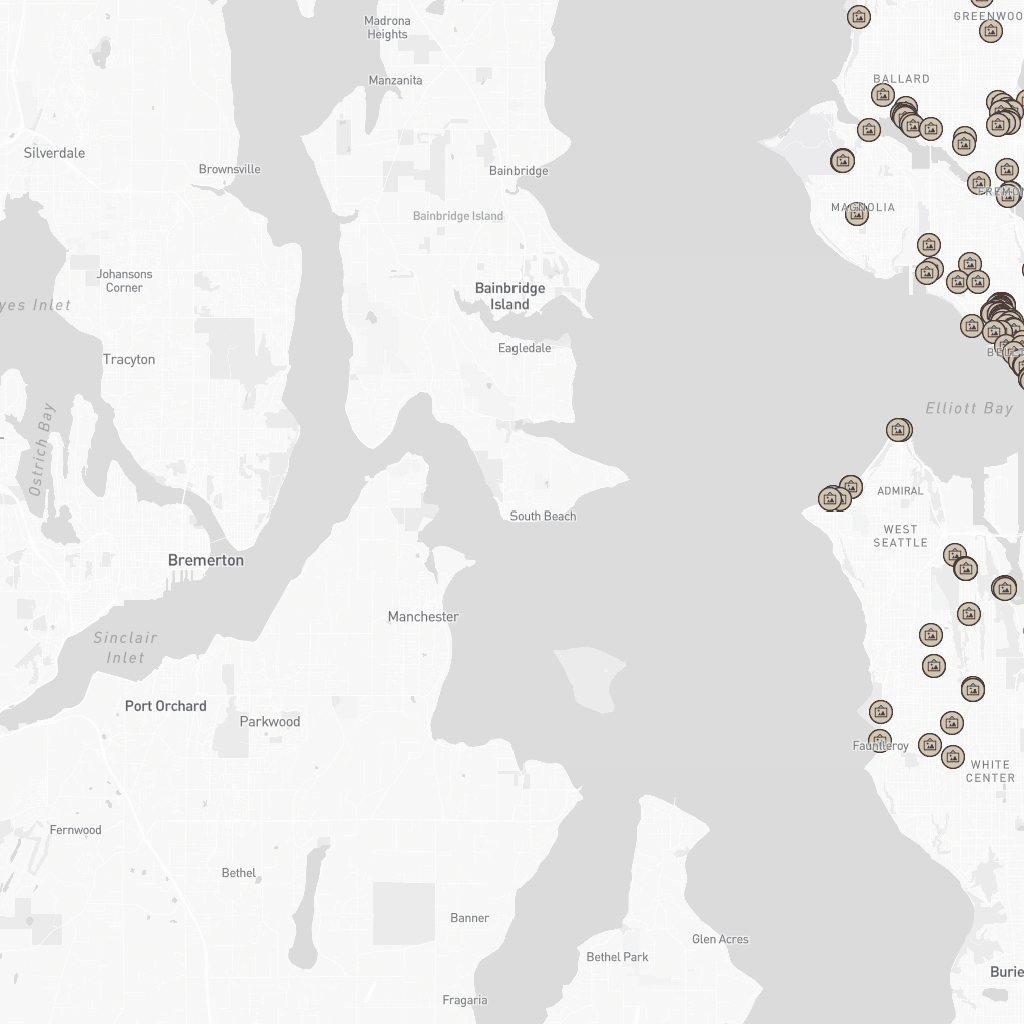 Madrona
Heights
GREENWOO
Manzanita
BALLARD
Silverdale
Brownsville
Bainbridge
FREMON
MAGNOLIA
Bainbridge Island
Johansons
Corner
Bainbridge
Island
yes Inlet
Eagledale
Tracyton
Elliott Bay
Ostrich Bay
ADMIRAL
South Beach
WEST
SEATTLE
Bremerton
Manchester
Sinclair
Inlet
Port Orchard
Parkwood
Fauntleroy
WHITE
CENTER
Fernwood
Bethel
Banner
Glen Acres
Bethel Park
Burie
Fragaria